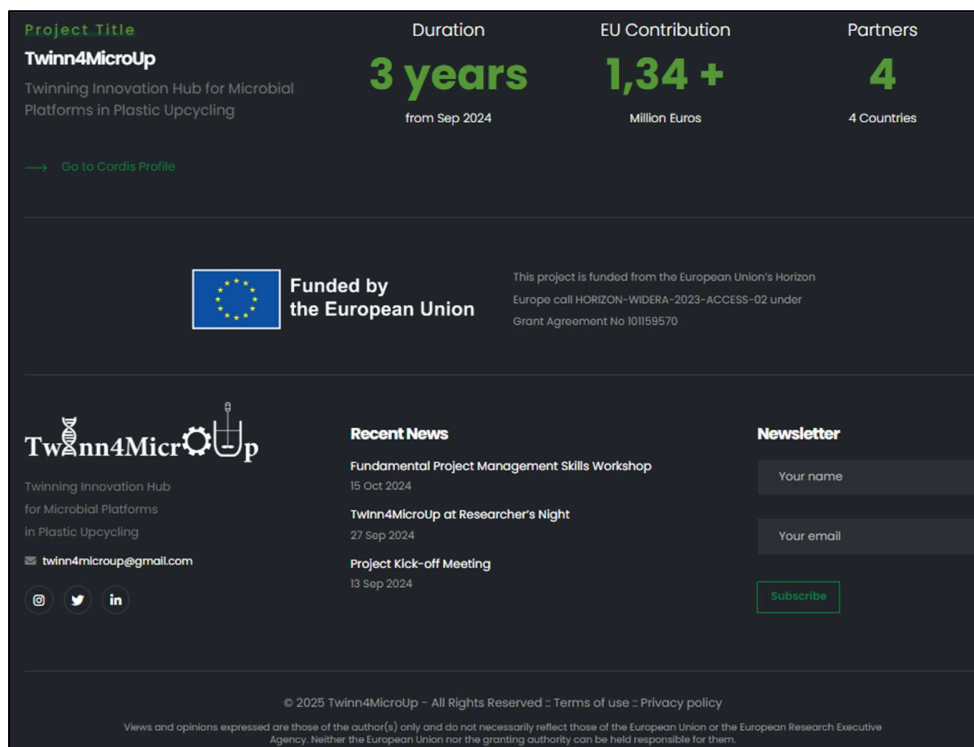 Project Title
Twinn4MicroUp
Twinning Innovation Hub for Microbial
Platforms in Plastic Upcycling
Go to Cordis Profile
Duration
3 years
from Sep 2024
EU Contribution
1,34 +
Million Euros
Partners
4
4 Countries
Funded by
the European Union
This project is funded from the European Union's Horizon
Europe call HORIZON-WIDERA-2023-ACCESS-02 under
Grant Agreement No 101159570
Twinn4MicroUp
Twinning Innovation Hub
for Microbial Platforms
in Plastic Upcycling
twinn4microup@gmail.com
Recent News
Fundamental Project Management Skills Workshop
15 Oct 2024
TwInn4MicroUp at Researcher's Night
27 Sep 2024
Project Kick-off Meeting
13 Sep 2024
Newsletter
Your name
Your email
Subscribe
© 2025 Twinn4MicroUp - All Rights Reserved :: Terms of use :: Privacy policy
Views and opinions expressed are those of the author(s) only and do not necessarily reflect those of the European Union or the European Research Executive
Agency. Neither the European Union nor the granting authority can be held responsible for them.